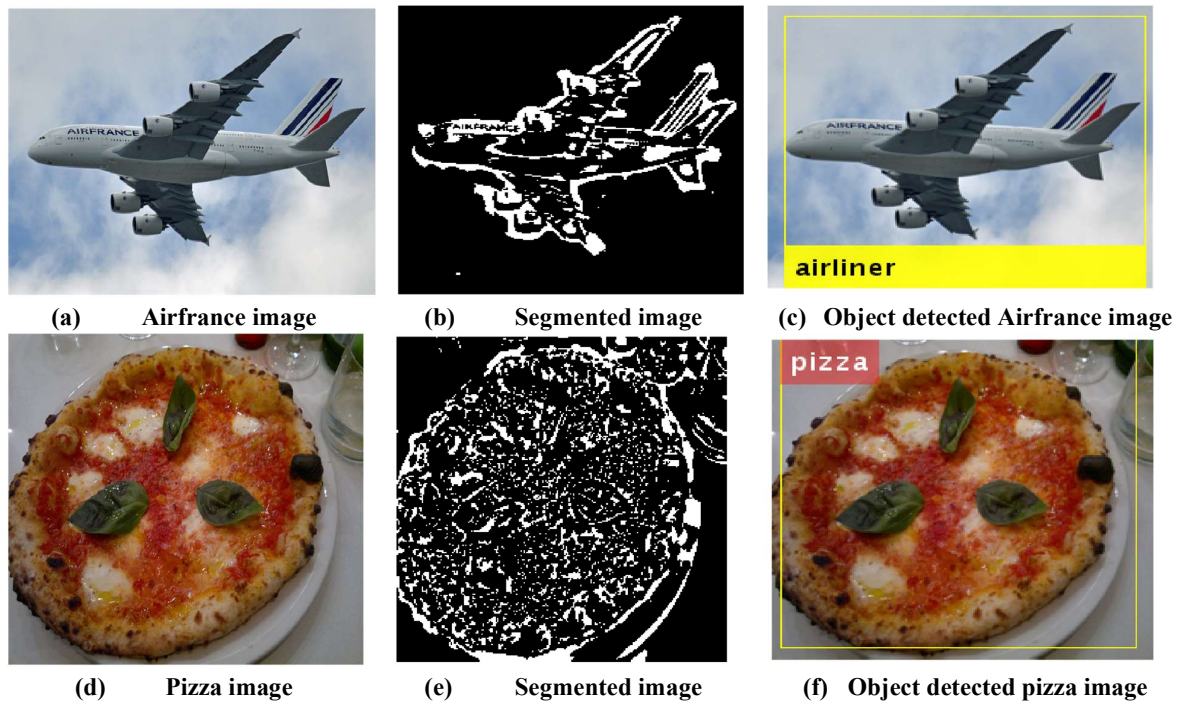 AIRFRANCE
AIRFRANCE
AIRFRANCE
airliner
(a) Airfrance image
(b) Segmented image
(c) Object detected Airfrance image
pizza
(d) Pizza image
(e) Segmented image
(f) Object detected pizza image